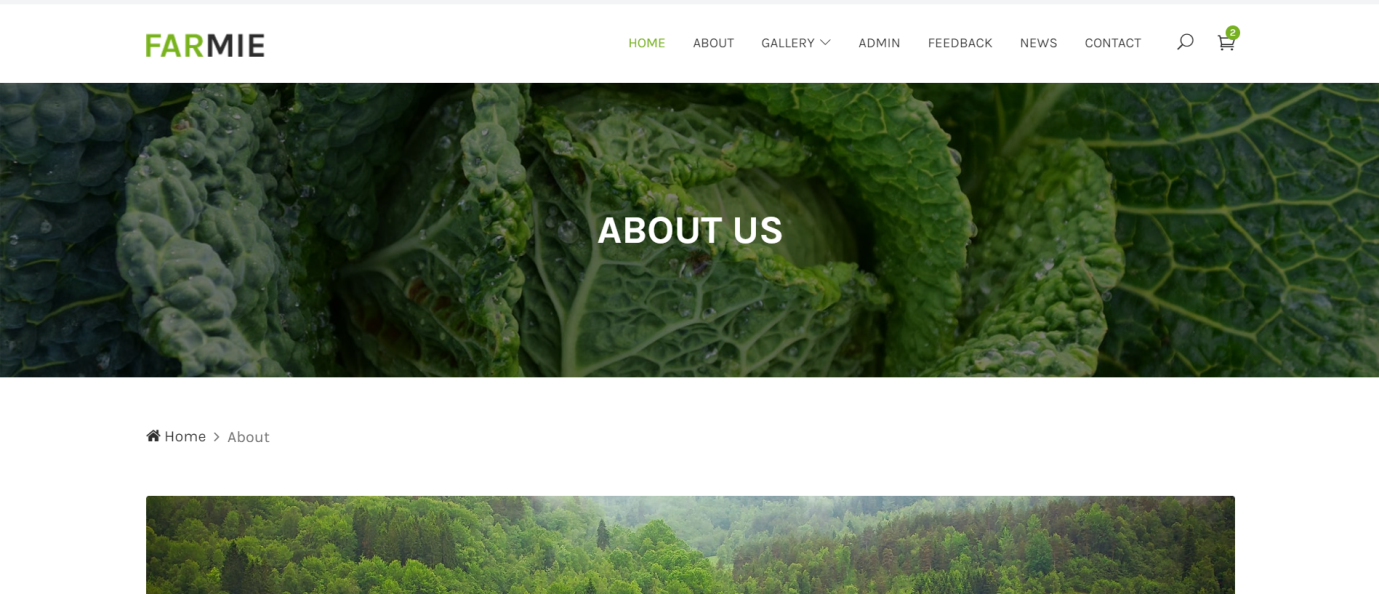 FARMIE
HOME ABOUT GALLERY ADMIN FEEDBACK NEWS CONTACT 2
ABOUT US
Home > About